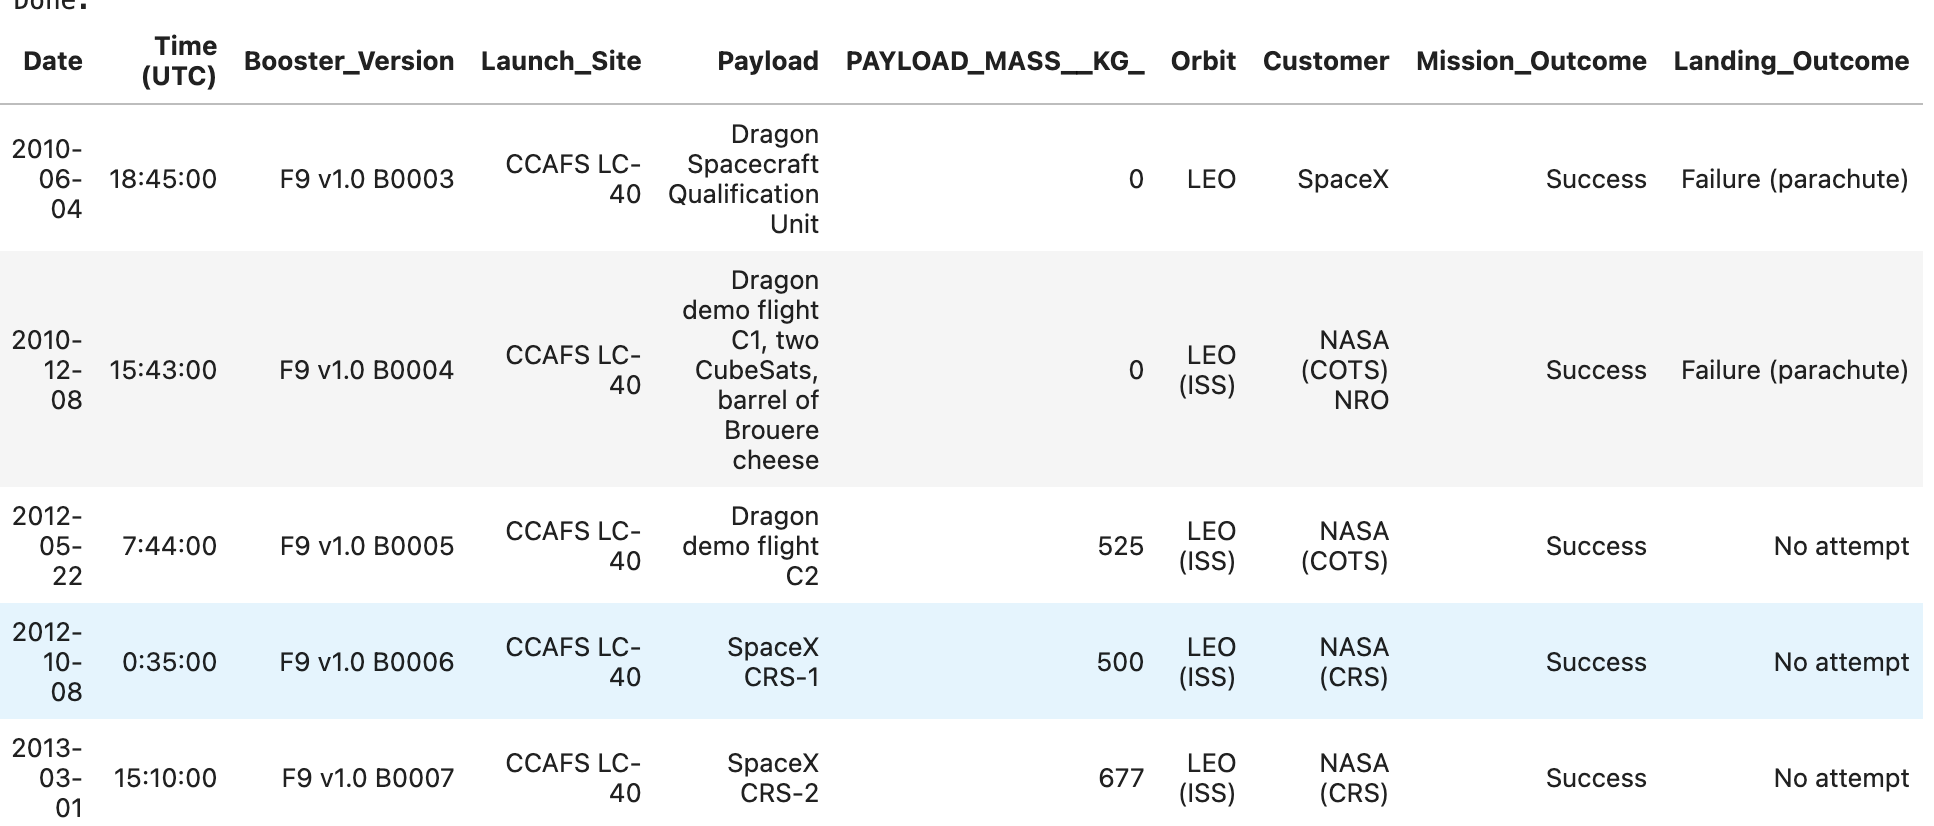 Done.
Date Time (UTC) Booster_Version Launch_Site Payload PAYLOAD_MASS__KG_ Orbit Customer Mission_Outcome Landing_Outcome
2010-06-04 18:45:00 F9 v1.0 B0003 CCAFS LC-40 Dragon Spacecraft Qualification Unit 0 LEO SpaceX Success Failure (parachute)
2010-12-08 15:43:00 F9 v1.0 B0004 CCAFS LC-40 Dragon demo flight C1, two CubeSats, barrel of Brouere cheese 0 LEO (ISS) NASA (COTS) NRO Success Failure (parachute)
2012-05-22 7:44:00 F9 v1.0 B0005 CCAFS LC-40 Dragon demo flight C2 525 LEO (ISS) NASA (COTS) Success No attempt
2012-10-08 0:35:00 F9 v1.0 B0006 CCAFS LC-40 SpaceX CRS-1 500 LEO (ISS) NASA (CRS) Success No attempt
2013-03-01 15:10:00 F9 v1.0 B0007 CCAFS LC-40 SpaceX CRS-2 677 LEO (ISS) NASA (CRS) Success No attempt